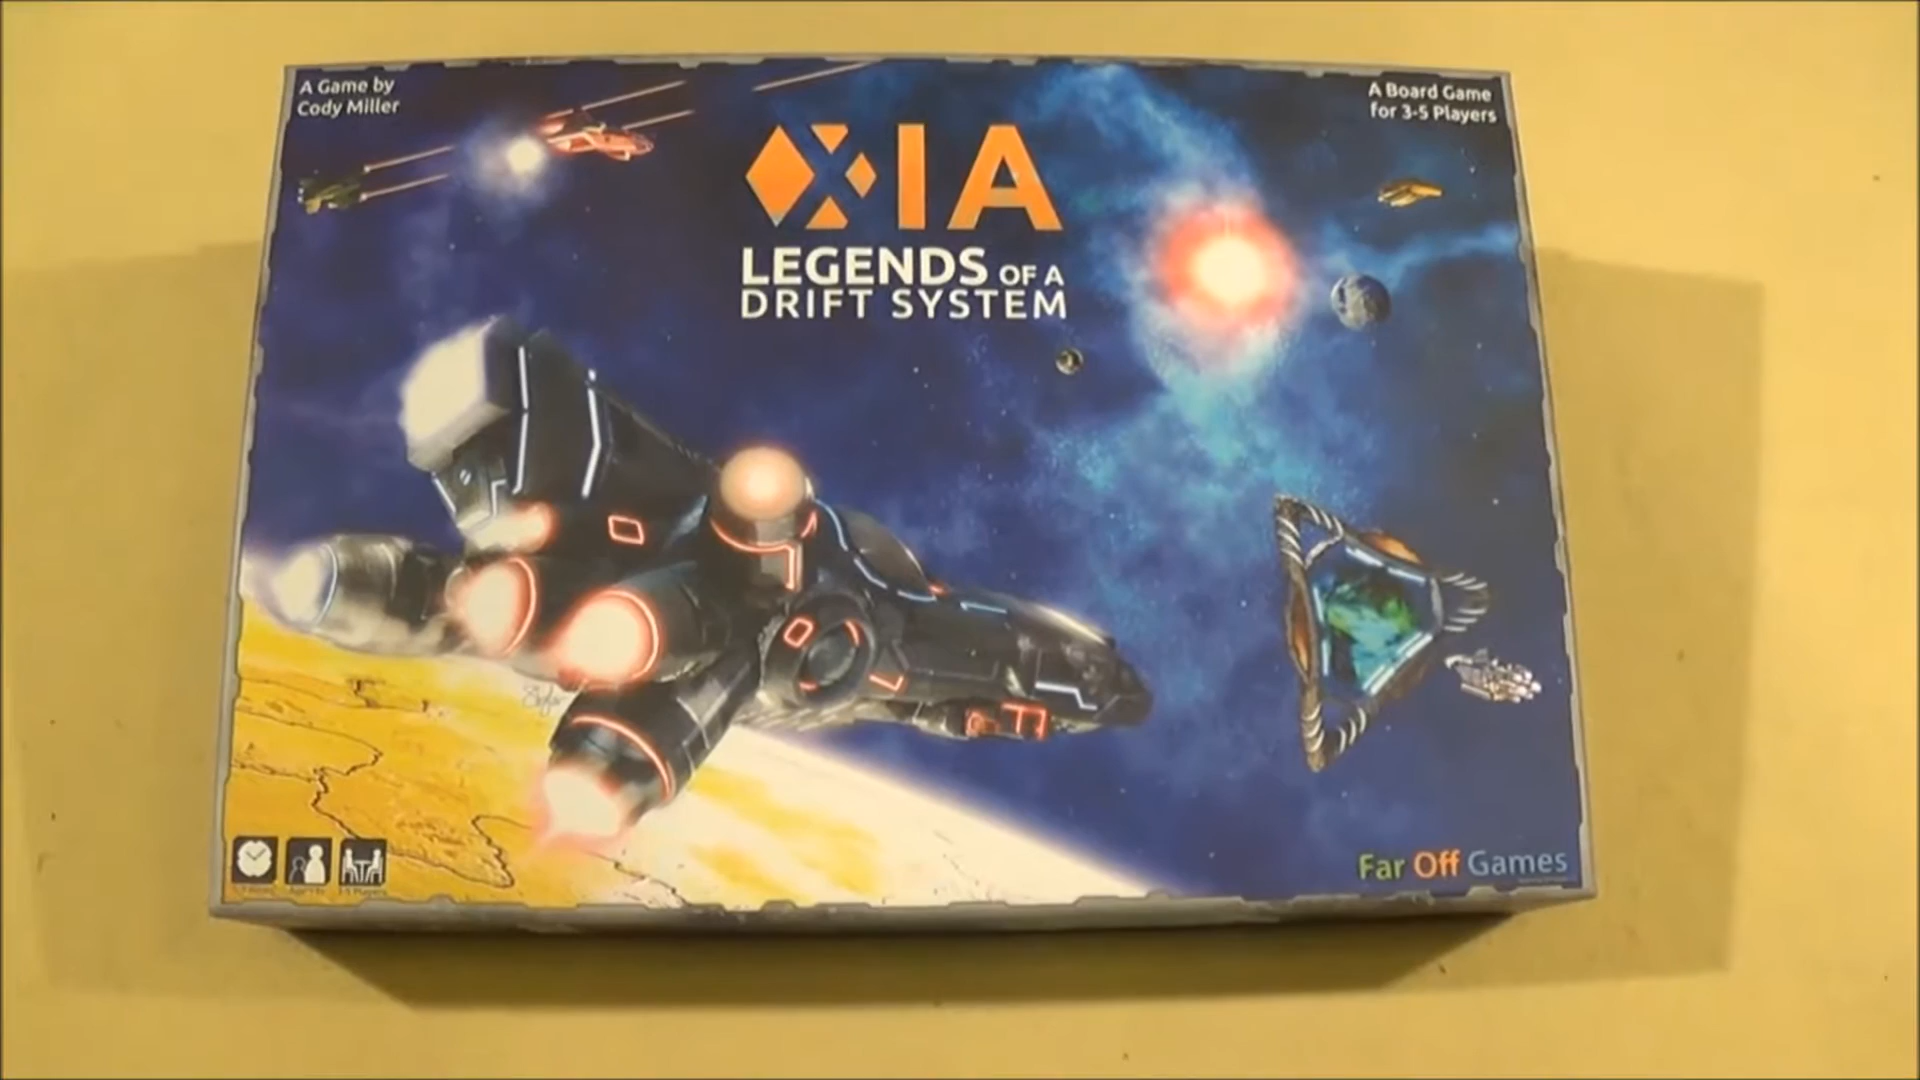 A Game by
Cody Miller
A Board Game
for 3-5 Players
XIA
LEGENDS OF A
DRIFT SYSTEM
Far Off Games